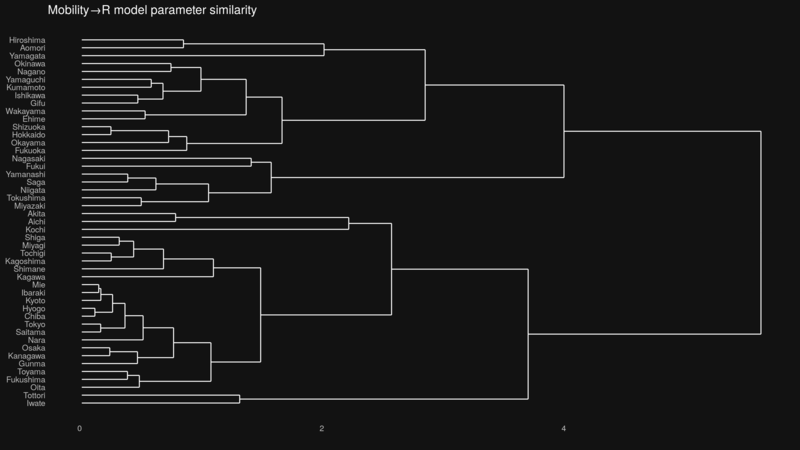 Mobility→R model parameter similarity
Hiroshima
Aomori
Yamagata
Okinawa
Nagano
Yamaguchi
Kumamoto
Ishikawa
Gifu
Wakayama
Ehime
Shizuoka
Hokkaido
Okayama
Fukuoka
Nagasaki
Fukui
Yamanashi
Saga
Niigata
Tokushima
Miyazaki
Akita
Aichi
Kochi
Shiga
Miyagi
Tochigi
Kagoshima
Shimane
Kagawa
Mie
Ibaraki
Kyoto
Hyogo
Chiba
Tokyo
Saitama
Nara
Osaka
Kanagawa
Gunma
Toyama
Fukushima
Oita
Tottori
Iwate
0 2 4